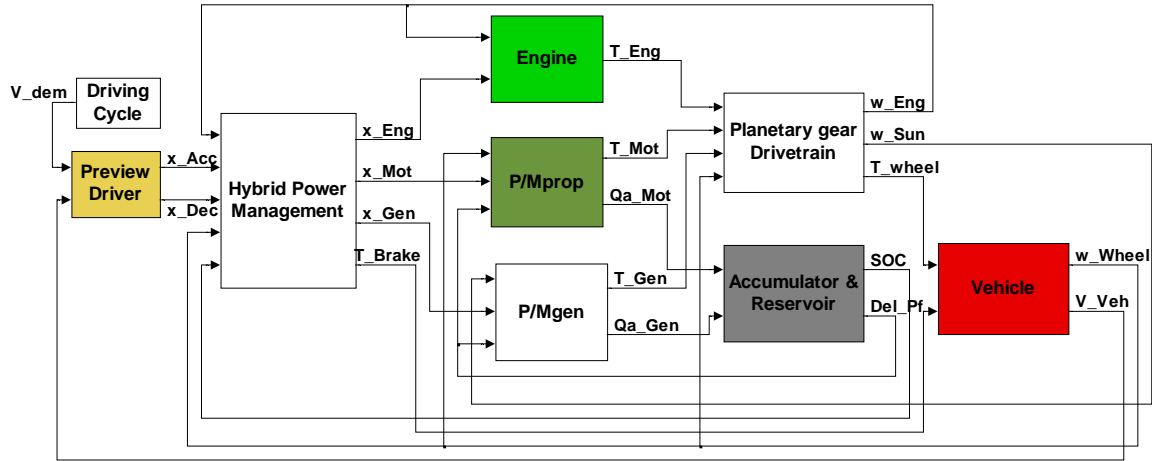 V_dem
Driving
Cycle
Preview
Driver
x_Acc
x_Dec
Hybrid Power
Management
x_Eng
x_Mot
x_Gen
T_Brake
Engine
T_Eng
P/Mprop
T_Mot
Qa_Mot
P/Mgen
T_Gen
Qa_Gen
Planetary gear
Drivetrain
w_Eng
w_Sun
T_wheel
Accumulator &
Reservoir
SOC
Del_Pf
Vehicle
w_Wheel
V_Veh